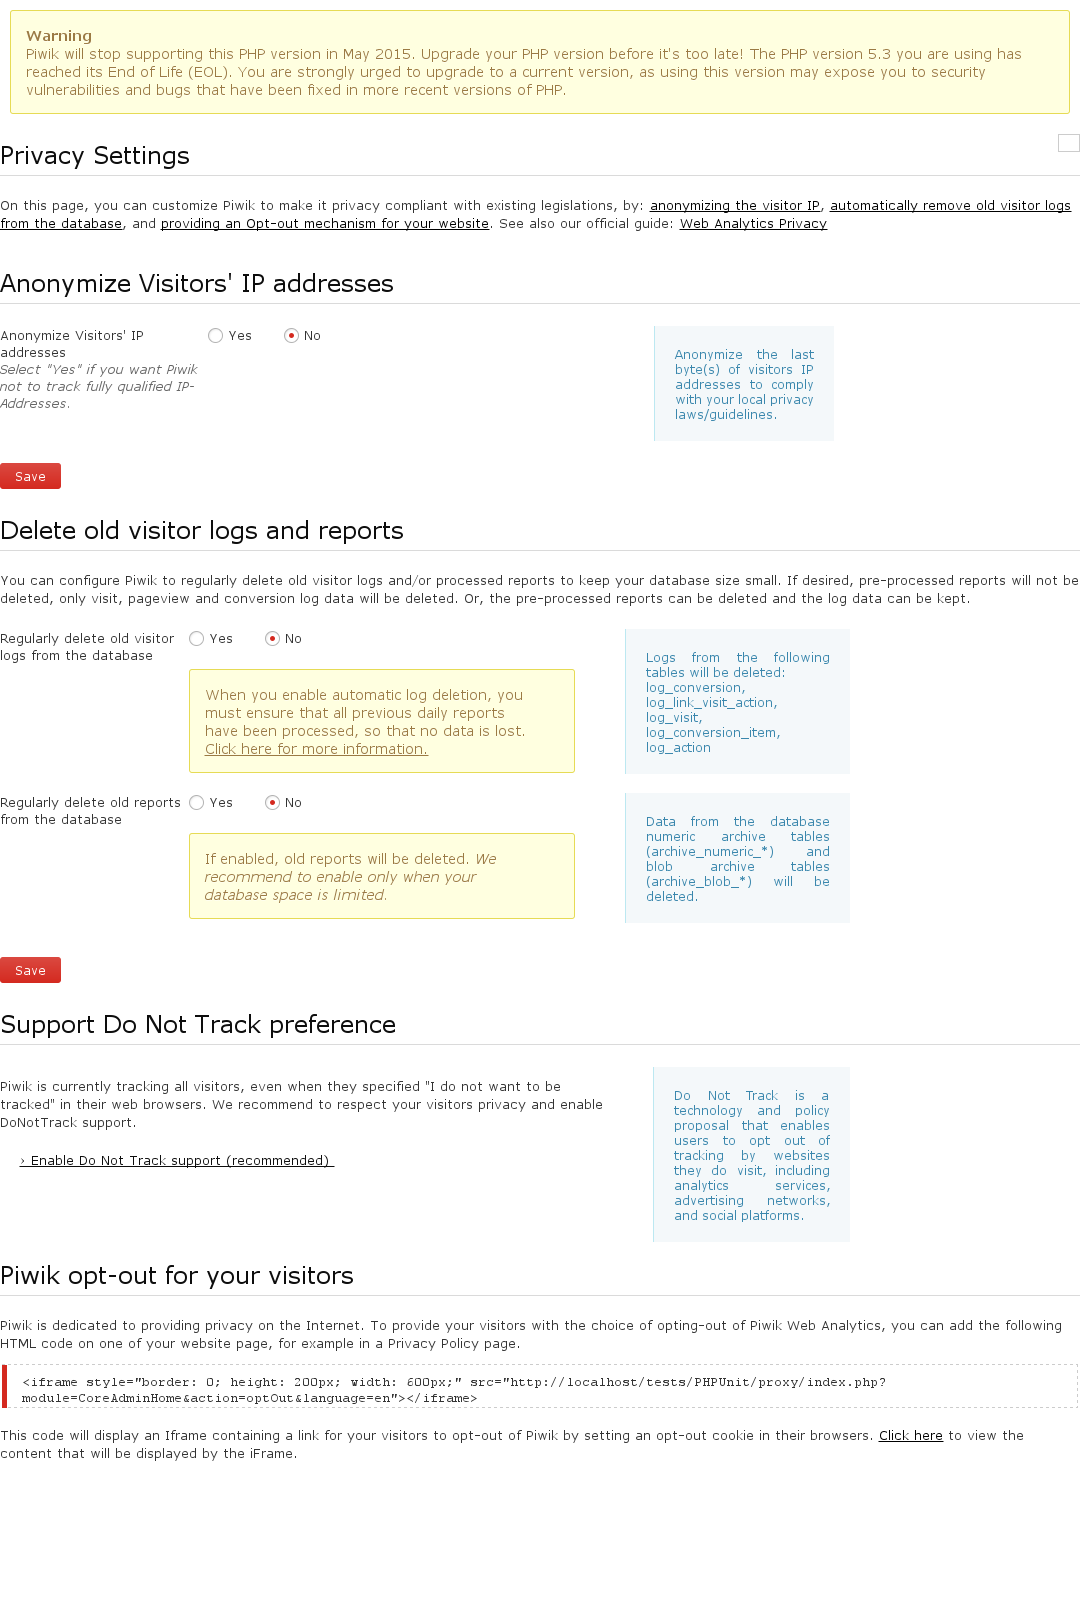 Warning
Piwik will stop supporting this PHP version in May 2015. Upgrade your PHP version before it's too late! The PHP version 5.3 you are using has
reached its End of Life (EOL). You are strongly urged to upgrade to a current version, as using this version may expose you to security
vulnerabilities and bugs that have been fixed in more recent versions of PHP.
Privacy Settings
On this page, you can customize Piwik to make it privacy compliant with existing legislations, by: anonymizing the visitor IP, automatically remove old visitor logs
from the database, and providing an Opt-out mechanism for your website. See also our official guide: Web Analytics Privacy
Anonymize Visitors' IP addresses
Anonymize Visitors' IP
addresses
Select "Yes" if you want Piwik
not to track fully qualified IP-
Addresses.
Yes No
Anonymize the last
byte(s) of visitors IP
addresses to comply
with your local privacy
laws/guidelines.
Save
Delete old visitor logs and reports
You can configure Piwik to regularly delete old visitor logs and/or processed reports to keep your database size small. If desired, pre-processed reports will not be
deleted, only visit, pageview and conversion log data will be deleted. Or, the pre-processed reports can be deleted and the log data can be kept.
Regularly delete old visitor
logs from the database
Yes No
When you enable automatic log deletion, you
must ensure that all previous daily reports
have been processed, so that no data is lost.
Click here for more information.
Logs from the following
tables will be deleted:
log_conversion,
log_link_visit_action,
log_visit,
log_conversion_item,
log_action
Regularly delete old reports
from the database
Yes No
If enabled, old reports will be deleted. We
recommend to enable only when your
database space is limited.
Data from the database
numeric archive tables
(archive_numeric_*) and
blob archive tables
(archive_blob_*) will be
deleted.
Save
Support Do Not Track preference
Piwik is currently tracking all visitors, even when they specified "I do not want to be
tracked" in their web browsers. We recommend to respect your visitors privacy and enable
DoNotTrack support.
› Enable Do Not Track support (recommended)
Do Not Track is a
technology and policy
proposal that enables
users to opt out of
tracking by websites
they do visit, including
analytics services,
advertising networks,
and social platforms.
Piwik opt-out for your visitors
Piwik is dedicated to providing privacy on the Internet. To provide your visitors with the choice of opting-out of Piwik Web Analytics, you can add the following
HTML code on one of your website page, for example in a Privacy Policy page.
<iframe style="border: 0; height: 200px; width: 600px;" src="http://localhost/tests/PHPUnit/proxy/index.php?
module=CoreAdminHome&action=optOut&language=en"></iframe>
This code will display an Iframe containing a link for your visitors to opt-out of Piwik by setting an opt-out cookie in their browsers. Click here to view the
content that will be displayed by the iFrame.